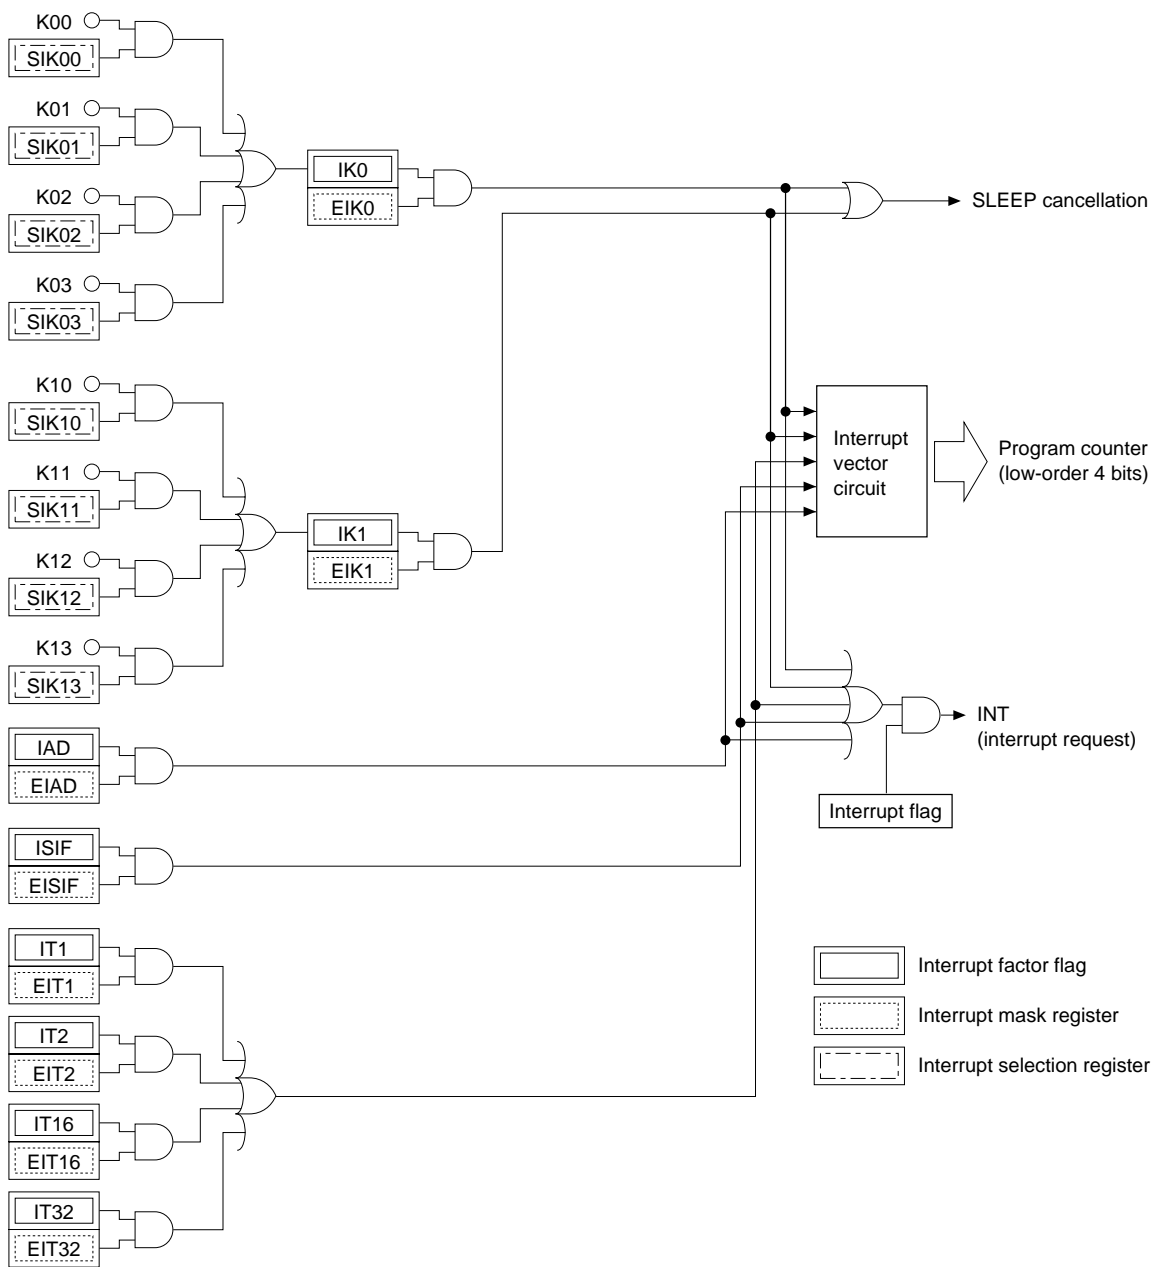 K00
SIK00
K01
SIK01
K02
SIK02
K03
SIK03
IK0
EIK0
SLEEP cancellation
K10
SIK10
K11
SIK11
K12
SIK12
K13
SIK13
IK1
EIK1
Interrupt
vector
circuit
Program counter
(low-order 4 bits)
INT
(interrupt request)
Interrupt flag
IAD
EIAD
ISIF
EISIF
IT1
EIT1
IT2
EIT2
IT16
EIT16
IT32
EIT32
Interrupt factor flag
Interrupt mask register
Interrupt selection register